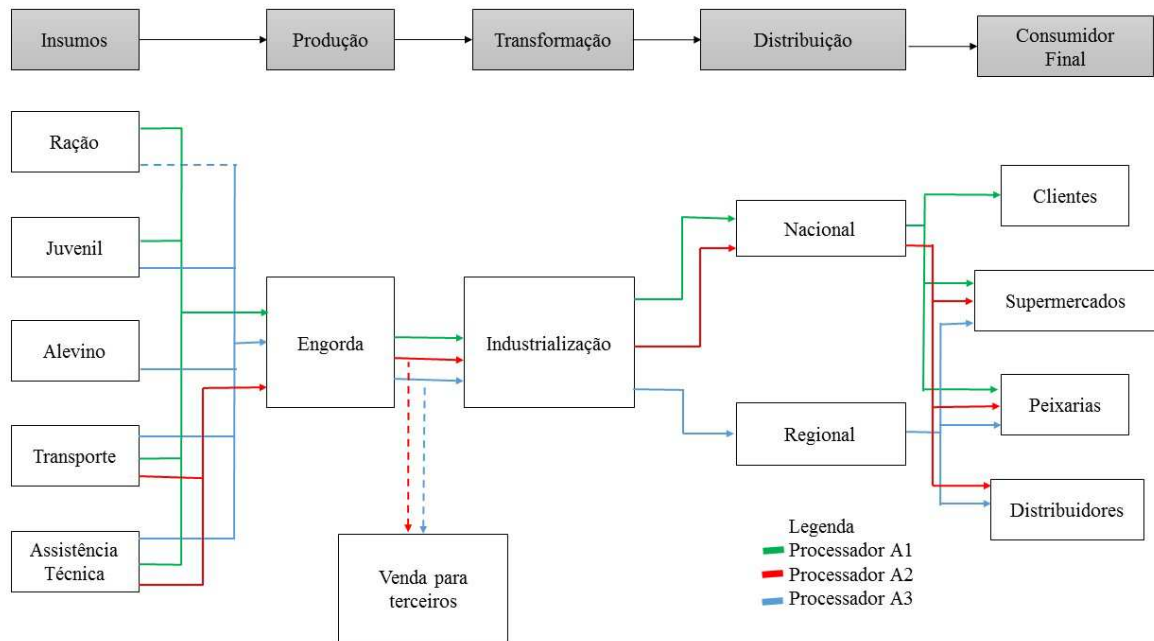 Insumos
Produção
Transformação
Distribuição
Consumidor
Final
Ração
Juvenil
Alevino
Transporte
Assistência
Técnica
Engorda
Venda para
terceiros
Industrialização
Nacional
Regional
Clientes
Supermercados
Peixarias
Distribuidores
Legenda
Processador A1
Processador A2
Processador A3